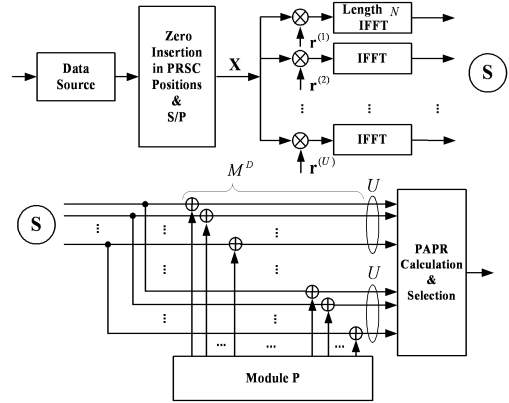 Data
Source
Zero
Insertion
in PRSC
Positions
&
S/P
X
r^(1)
r^(2)
r^(U)
Length N
IFFT
IFFT
...
IFFT
S
S
M^D
U
U
PAPR
Calculation
&
Selection
Module P